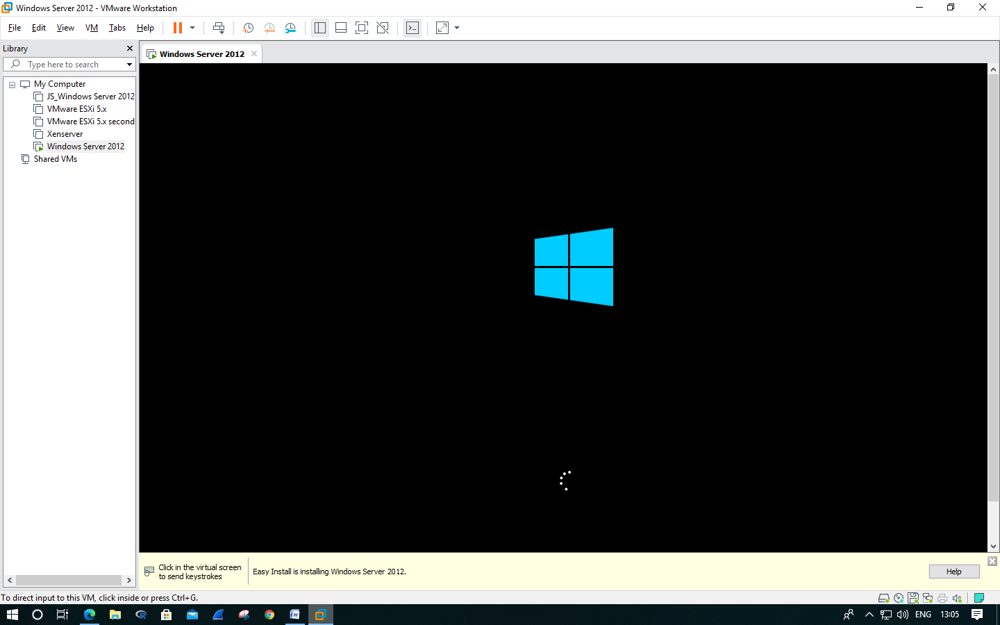 Windows Server 2012 - VMware Workstation
File Edit View VM Tabs Help
Library
Type here to search
Windows Server 2012
My Computer
JS_Windows Server 2012
VMware ESXi 5.x
VMware ESXi 5.x second
Xenserver
Windows Server 2012
Shared VMs
Click in the virtual screen
to send keystrokes
Easy Install is installing Windows Server 2012.
Help
To direct input to this VM, click inside or press Ctrl+G.
ENG 13:05